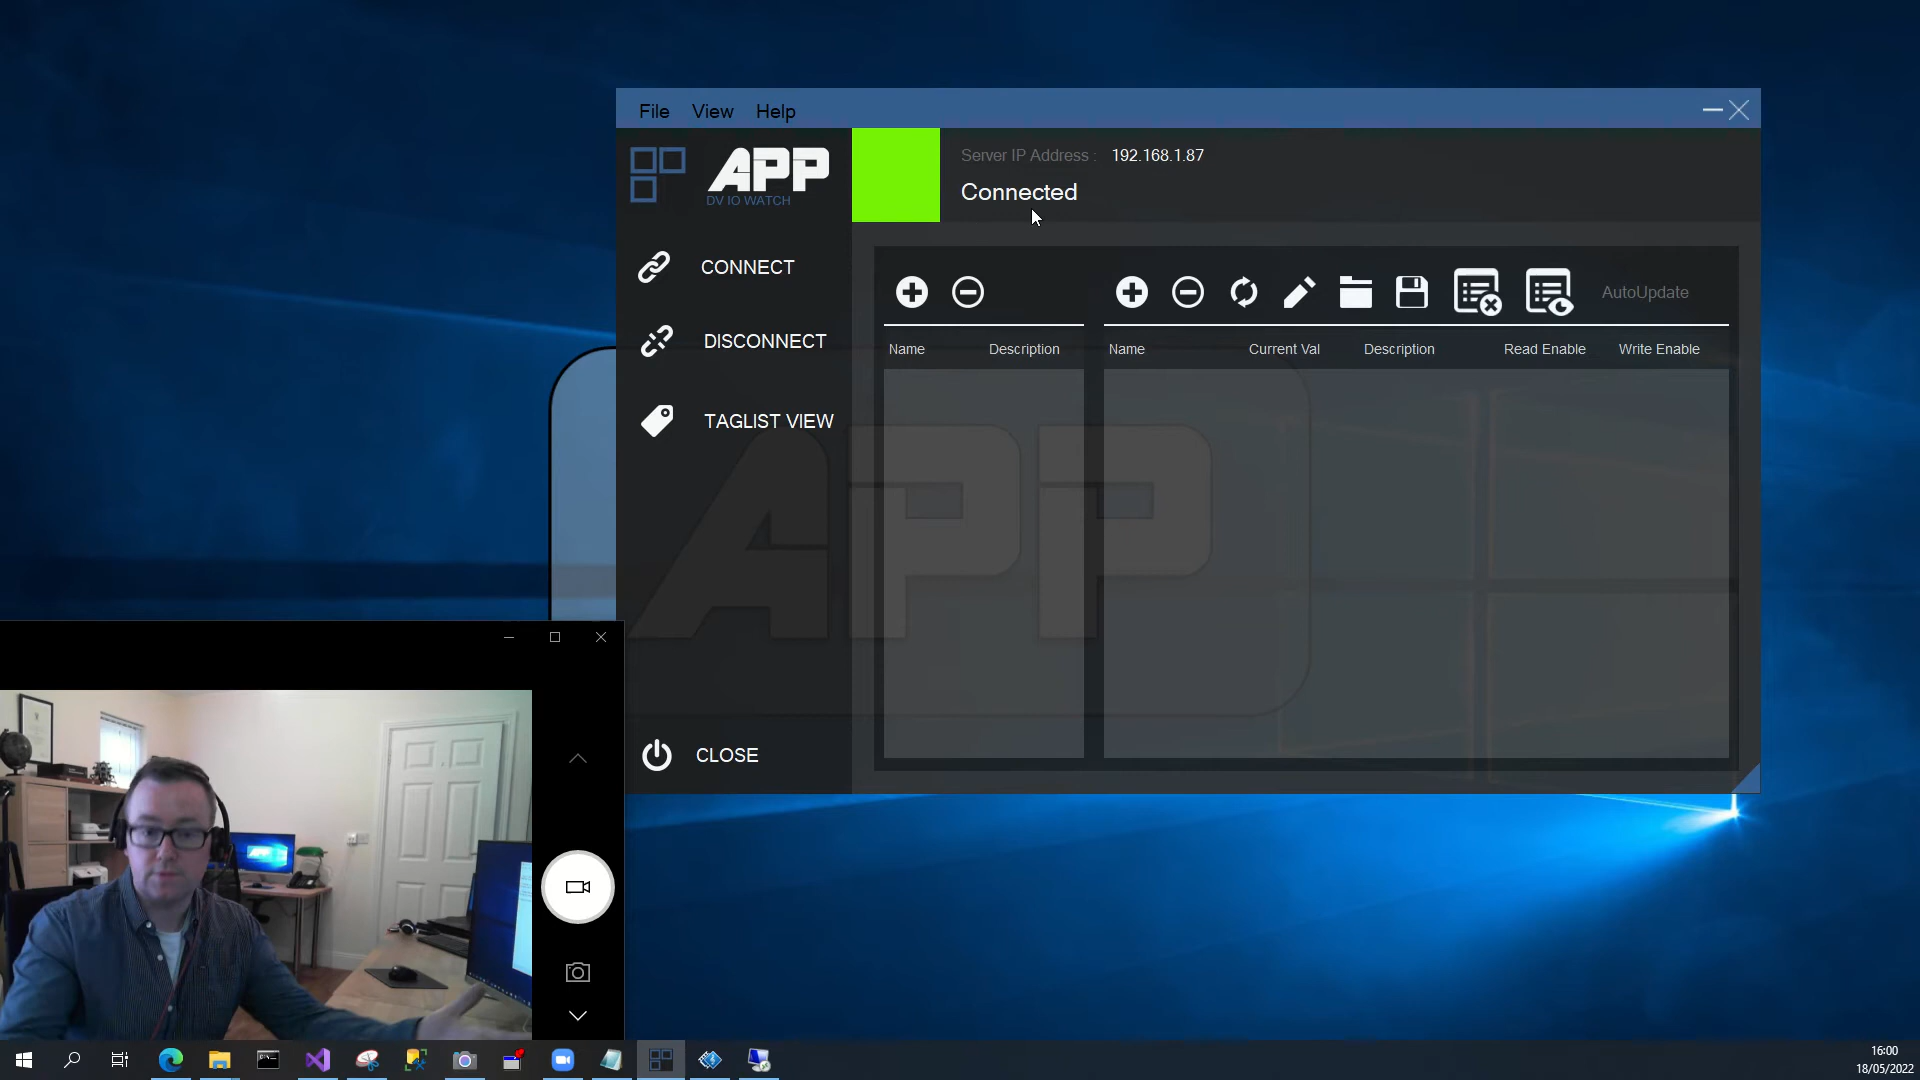 File View Help
APP
DV IO WATCH
Server IP Address : 192.168.1.87
Connected
CONNECT
DISCONNECT
TAGLIST VIEW
CLOSE
AutoUpdate
Name Description
Name Current Val Description Read Enable Write Enable
APP
16:00
18/05/2022